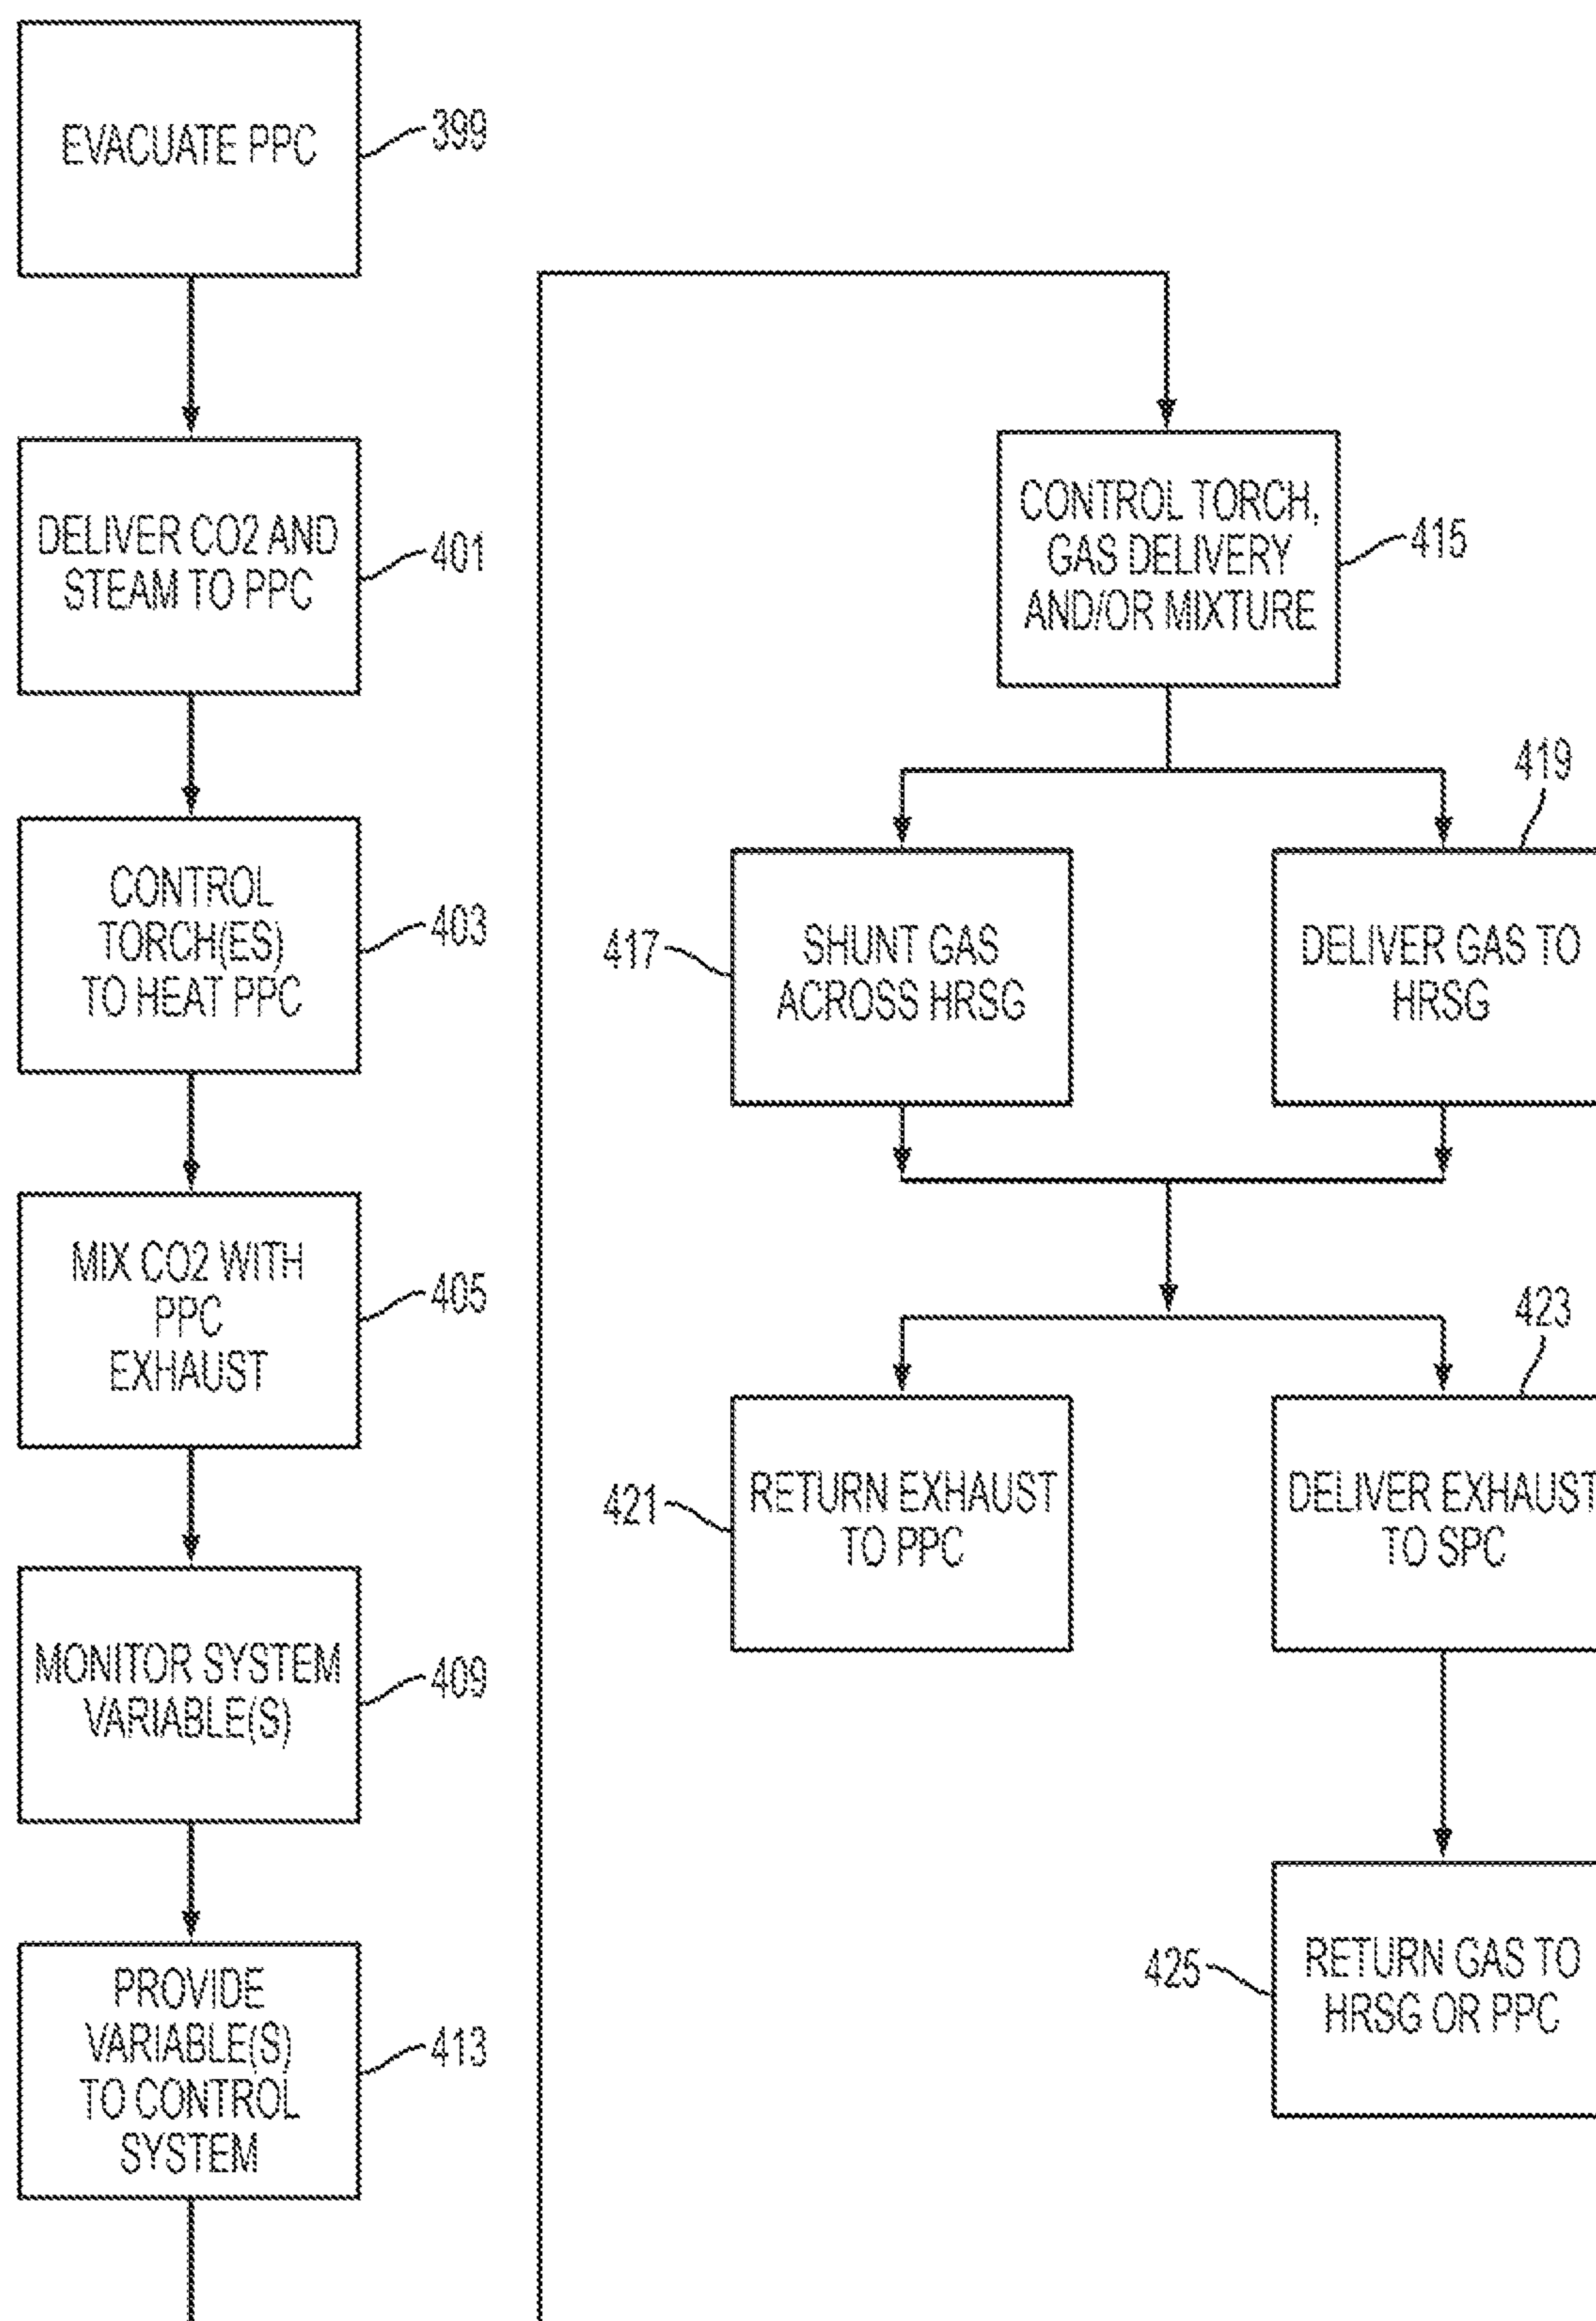 EVACUATE PPC
399
DELIVER CO2 AND
STEAM TO PPC
401
CONTROL
TORCH(ES)
TO HEAT PPC
403
MIX CO2 WITH
PPC
EXHAUST
405
MONITOR SYSTEM
VARIABLE(S)
409
PROVIDE
VARIABLE(S)
TO CONTROL
SYSTEM
413
CONTROL TORCH,
GAS DELIVERY
AND/OR MIXTURE
415
SHUNT GAS
ACROSS HRSG
417
DELIVER GAS TO
HRSG
419
RETURN EXHAUST
TO PPC
421
DELIVER EXHAUST
TO SPC
423
RETURN GAS TO
HRSG OR PPC
425